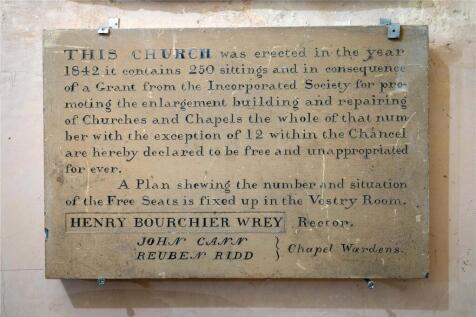 THIS CHURCH was erected in the year
1842 it contains 250 sittings and in consequence
of a Grant from the Incorporated Society for pro-
moting the enlargement building and repairing
of Churches and Chapels the whole of that num
ber with the exception of 12 within the Chancel
are hereby declared to be free and unappropriated
for ever.
A Plan shewing the number and situation
of the Free Seats is fixed up in the Vestry Room.
HENRY BOURCHIER WREY Rector.
JOHN CANN
REUBEN RIDD } Chapel Wardens.